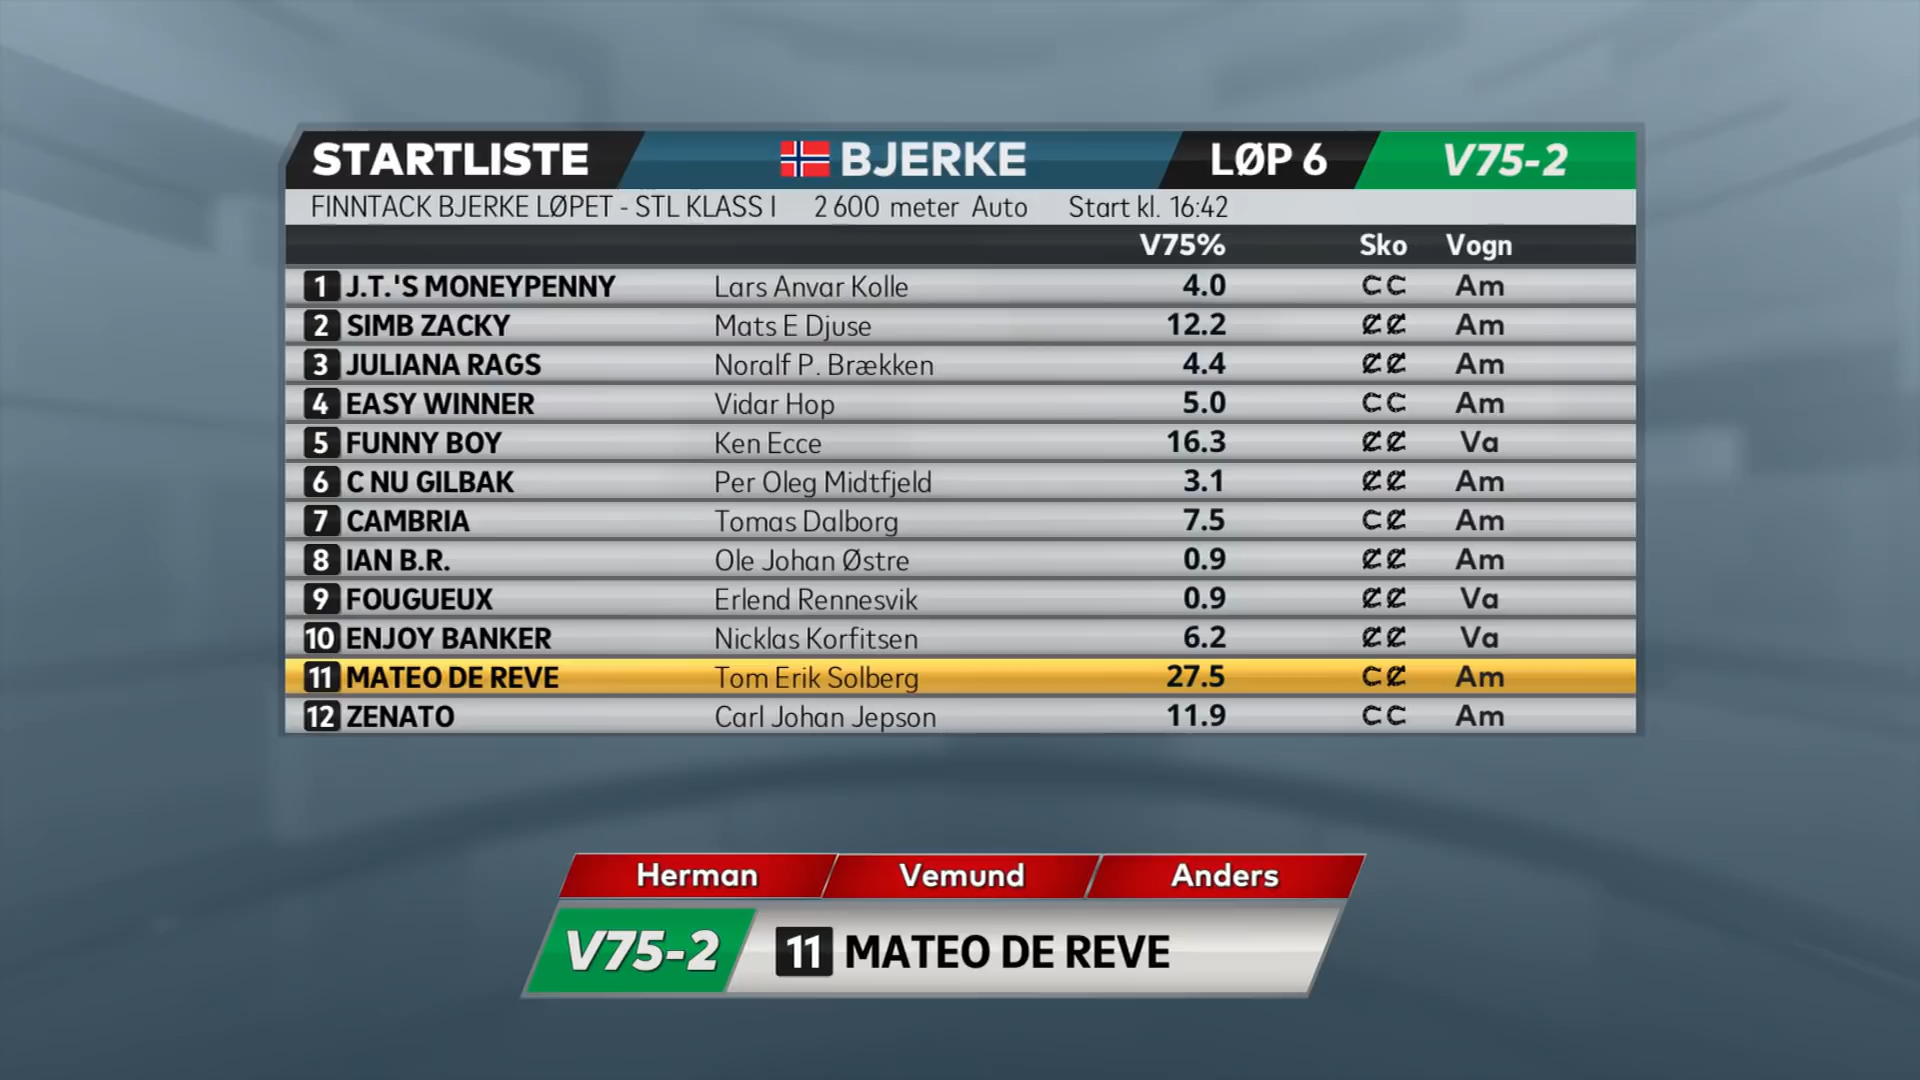 STARTLISTE BJERKE LØP 6 V75-2
FINNTACK BJERKE LØPET - STL KLASS I 2 600 meter Auto Start kl. 16:42
V75% Sko Vogn
1 J.T.'S MONEYPENNY Lars Anvar Kolle 4.0 C C Am
2 SIMB ZACKY Mats E Djuse 12.2 Ȼ Ȼ Am
3 JULIANA RAGS Noralf P. Brækken 4.4 Ȼ Ȼ Am
4 EASY WINNER Vidar Hop 5.0 C C Am
5 FUNNY BOY Ken Ecce 16.3 Ȼ Ȼ Va
6 C NU GILBAK Per Oleg Midtfjeld 3.1 Ȼ Ȼ Am
7 CAMBRIA Tomas Dalborg 7.5 C Ȼ Am
8 IAN B.R. Ole Johan Østre 0.9 Ȼ Ȼ Am
9 FOUGUEUX Erlend Rennesvik 0.9 Ȼ Ȼ Va
10 ENJOY BANKER Nicklas Korfitsen 6.2 Ȼ Ȼ Va
11 MATEO DE REVE Tom Erik Solberg 27.5 C Ȼ Am
12 ZENATO Carl Johan Jepson 11.9 C C Am
Herman Vemund Anders
V75-2 11 MATEO DE REVE